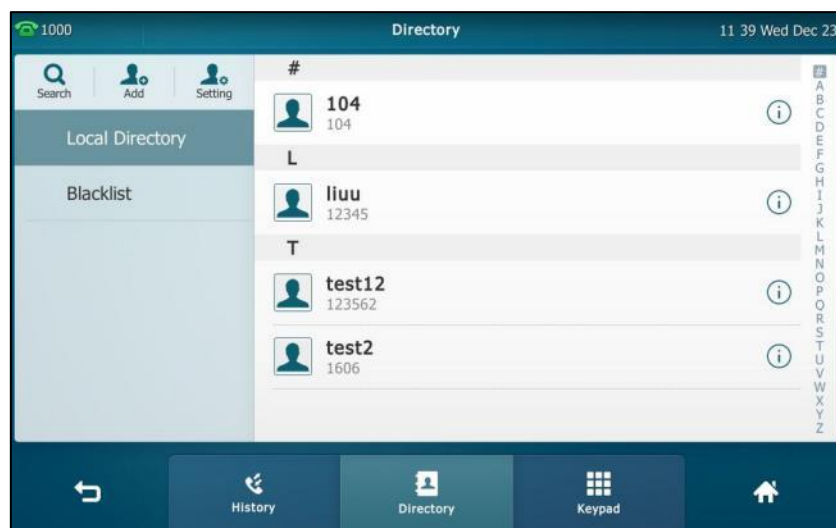 1000 Directory 11 39 Wed Dec 23
Search Add Setting
Local Directory
Blacklist
#
104
104
L
liuu
12345
T
test12
123562
test2
1606
#
A
B
C
D
E
F
G
H
I
J
K
L
M
N
O
P
Q
R
S
T
U
V
W
X
Y
Z
History Directory Keypad